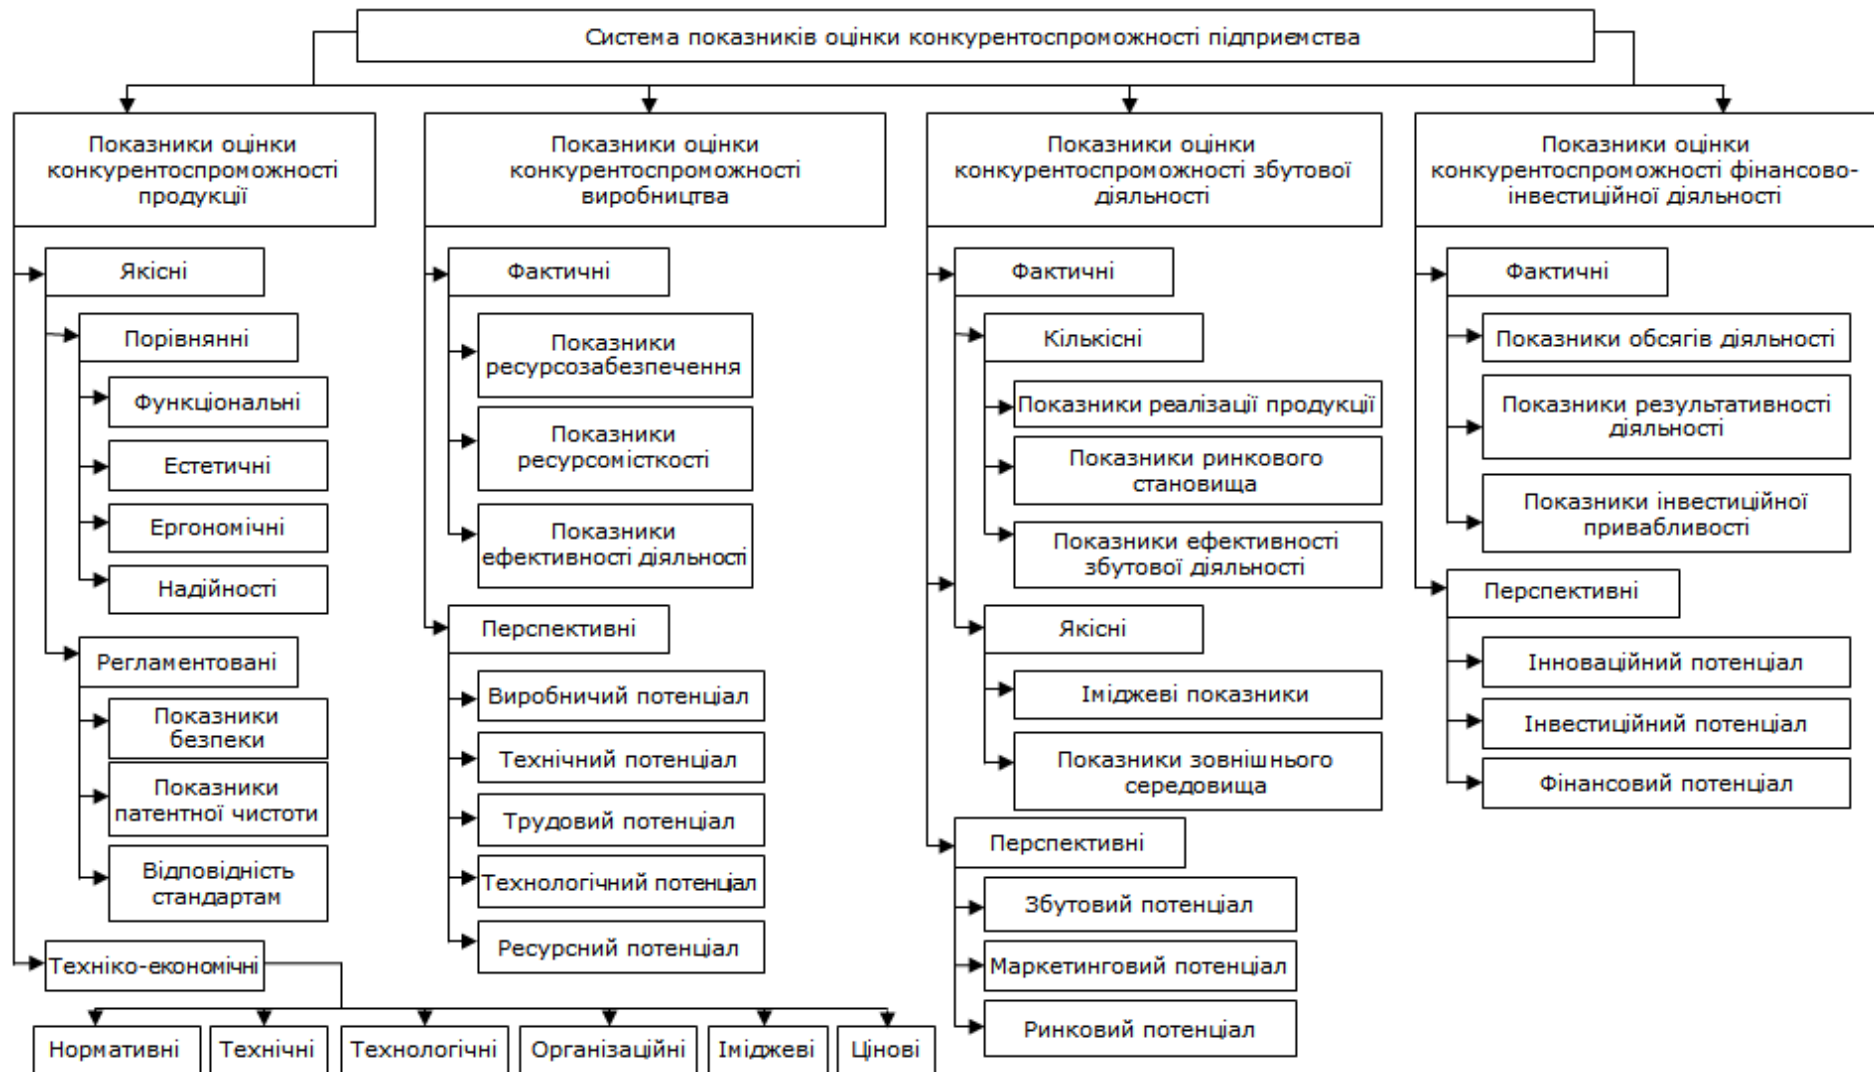 Система показників оцінки конкурентоспроможності підприємства
Показники оцінки
конкурентоспроможності
продукції
Якісні
Порівнянні
Функціональні
Естетичні
Ергономічні
Надійності
Регламентовані
Показники
безпеки
Показники
патентної чистоти
Відповідність
стандартам
Техніко-економічні
Нормативні
Технічні
Технологічні
Організаційні
Іміджеві
Цінові
Показники оцінки
конкурентоспроможності
виробництва
Фактичні
Показники
ресурсозабезпечення
Показники
ресурсомісткості
Показники
ефективності діяльності
Перспективні
Виробничий потенціал
Технічний потенціал
Трудовий потенціал
Технологічний потенціал
Ресурсний потенціал
Показники оцінки
конкурентоспроможності збутової
діяльності
Фактичні
Кількісні
Показники реалізації продукції
Показники ринкового
становища
Показники ефективності
збутової діяльності
Якісні
Іміджеві показники
Показники зовнішнього
середовища
Перспективні
Збутовий потенціал
Маркетинговий потенціал
Ринковий потенціал
Показники оцінки
конкурентоспроможності фінансово-
інвестиційної діяльності
Фактичні
Показники обсягів діяльності
Показники результативності
діяльності
Показники інвестиційної
привабливості
Перспективні
Інноваційний потенціал
Інвестиційний потенціал
Фінансовий потенціал